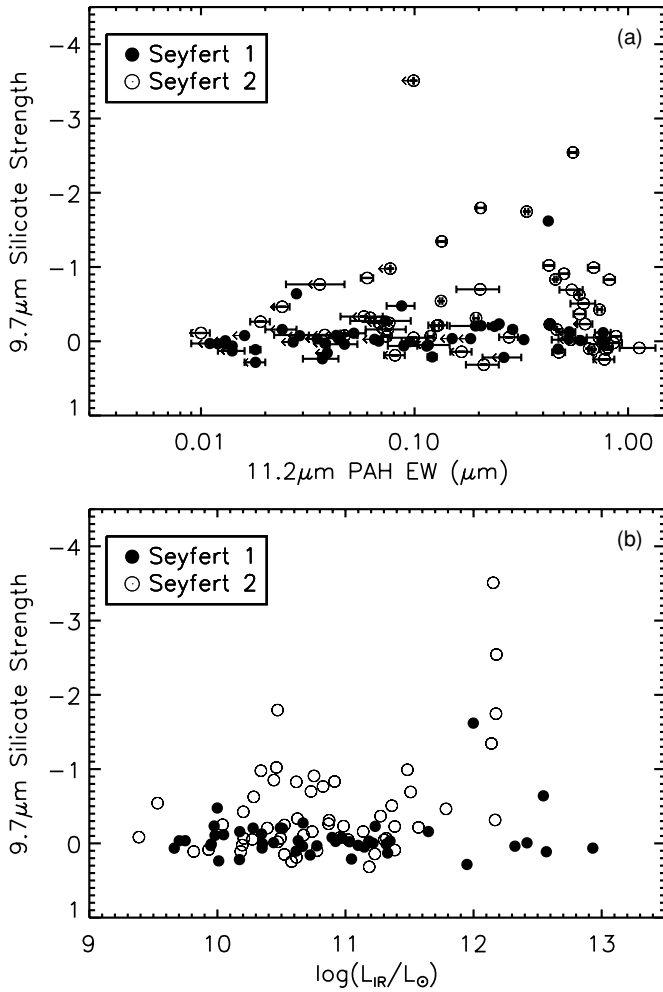 (a)
Seyfert 1
Seyfert 2
9.7μm Silicate Strength
-4
-3
-2
-1
0
1
0.01
0.10
1.00
11.2μm PAH EW (μm)
(b)
Seyfert 1
Seyfert 2
9.7μm Silicate Strength
-4
-3
-2
-1
0
1
9
10
11
12
13
log(L_IR/L_☉)